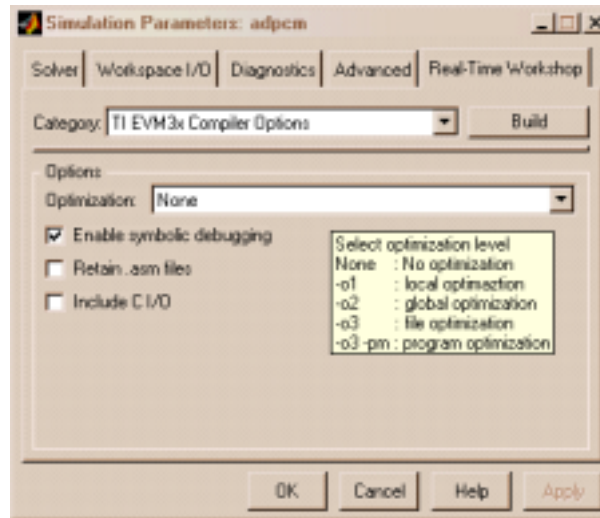 Simulation Parameters: adpcm
Solver Workspace I/O Diagnostics Advanced Real-Time Workshop
Category: TI EVM3x Compiler Options Build
Options
Optimization: None
Enable symbolic debugging
Retain .asm files
Include C I/O
Select optimization level
None : No optimization
-o1 : local optimaztion
-o2 : global optimization
-o3 : file optimization
-o3 -pm : program optimization
OK Cancel Help Apply